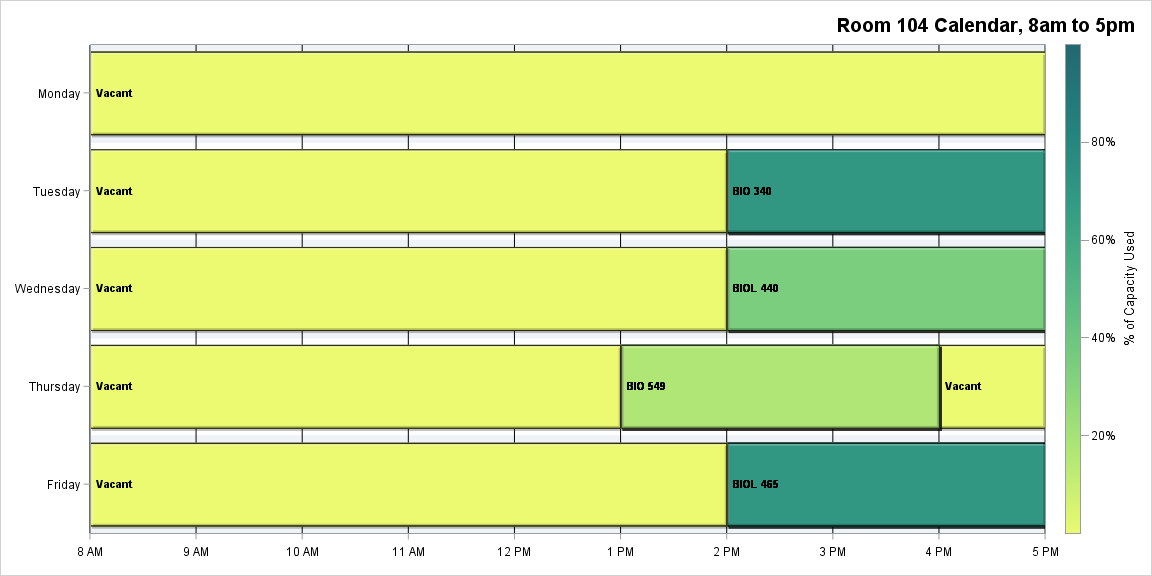 Room 104 Calendar, 8am to 5pm
Monday
Vacant
Tuesday
Vacant
BIO 340
Wednesday
Vacant
BIOL 440
Thursday
Vacant
BIO 549
Vacant
Friday
Vacant
BIOL 465
8 AM 9 AM 10 AM 11 AM 12 PM 1 PM 2 PM 3 PM 4 PM 5 PM
80%
60%
40%
20%
% of Capacity Used